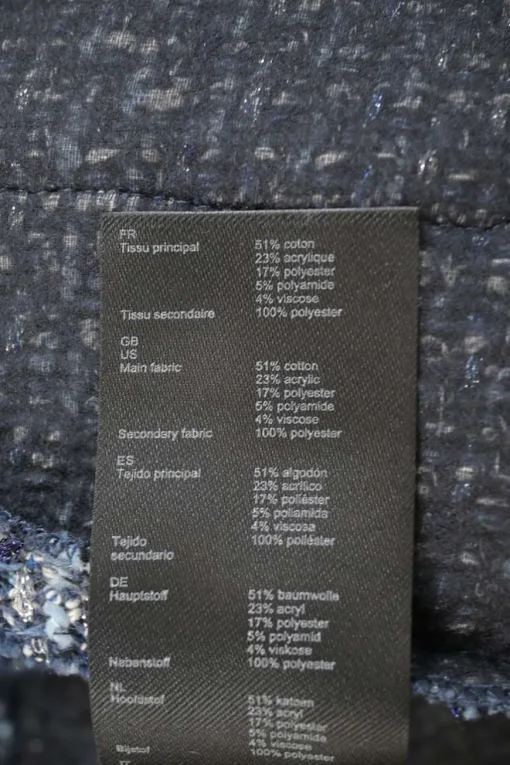 FR
Tissu principal 51% coton
23% acrylique
17% polyester
5% polyamide
4% viscose
Tissu secondaire 100% polyester
GB
US
Main fabric 51% cotton
23% acrylic
17% polyester
5% polyamide
4% viscose
Secondary fabric 100% polyester
ES
Tejido principal 51% algodón
23% acrílico
17% poliéster
5% poliamida
4% viscosa
Tejido 100% poliéster
secundario
DE
Hauptstoff 51% baumwolle
23% acryl
17% polyester
5% polyamid
4% viskose
Nebenstoff 100% polyester
NL
Hoofdstof 51% katoen
23% acryl
17% polyester
5% polyamide
4% viscose
Bijstof 100% polyester